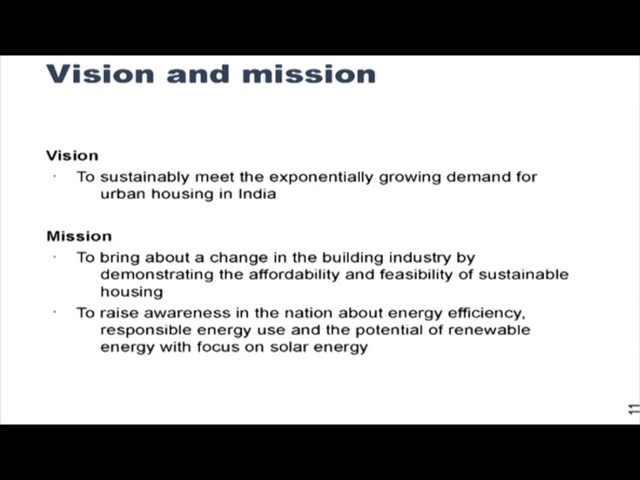 Vision and mission
Vision
· To sustainably meet the exponentially growing demand for
urban housing in India
Mission
· To bring about a change in the building industry by
demonstrating the affordability and feasibility of sustainable
housing
· To raise awareness in the nation about energy efficiency,
responsible energy use and the potential of renewable
energy with focus on solar energy
11